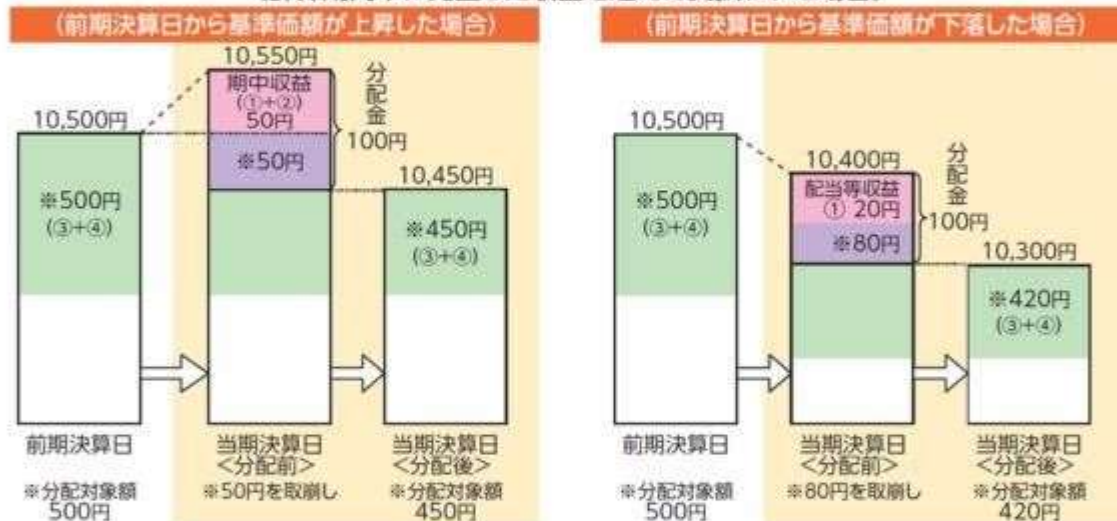 (前期決算日から基準価額が上昇した場合)
10,550円
期中収益
(①+②)
50円
※50円
分配金
100円
10,500円
※500円
(③+④)
10,450円
※450円
(③+④)
前期決算日
※分配対象額
500円
当期決算日
<分配前>
※50円を取崩し
当期決算日
<分配後>
※分配対象額
450円
(前期決算日から基準価額が下落した場合)
10,500円
※500円
(③+④)
10,400円
配当等収益
① 20円
※80円
分配金
100円
10,300円
※420円
(③+④)
前期決算日
※分配対象額
500円
当期決算日
<分配前>
※80円を取崩し
当期決算日
<分配後>
※分配対象額
420円